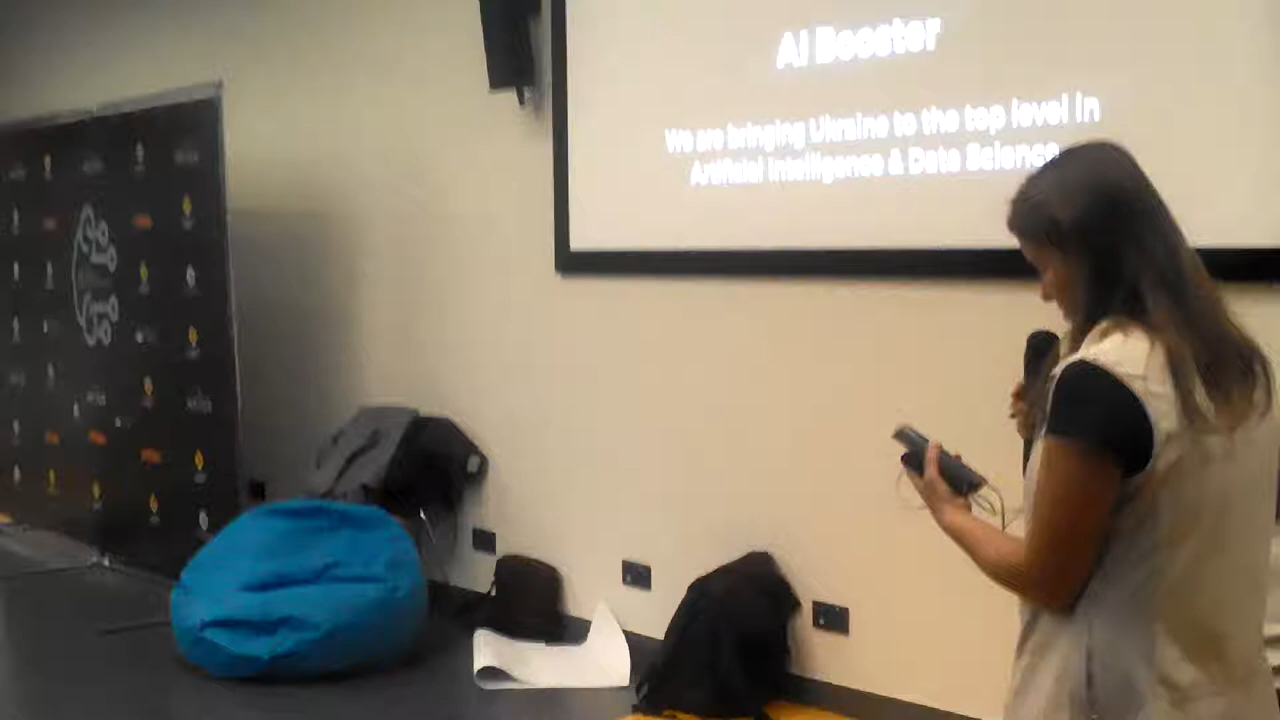 AI Booster
We are bringing Ukraine to the top level in
Artificial Intelligence & Data Science